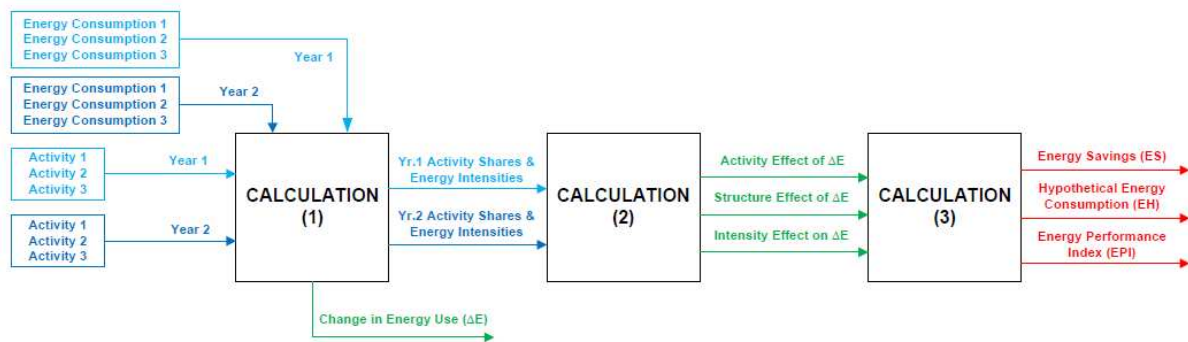 Energy Consumption 1
Energy Consumption 2
Energy Consumption 3
Year 1
Energy Consumption 1
Energy Consumption 2
Energy Consumption 3
Year 2
Activity 1
Activity 2
Activity 3
Year 1
Activity 1
Activity 2
Activity 3
Year 2
CALCULATION
(1)
Change in Energy Use (ΔE)
Yr.1 Activity Shares &
Energy Intensities
Yr.2 Activity Shares &
Energy Intensities
CALCULATION
(2)
Activity Effect of ΔE
Structure Effect of ΔE
Intensity Effect on ΔE
CALCULATION
(3)
Energy Savings (ES)
Hypothetical Energy
Consumption (EH)
Energy Performance
Index (EPI)